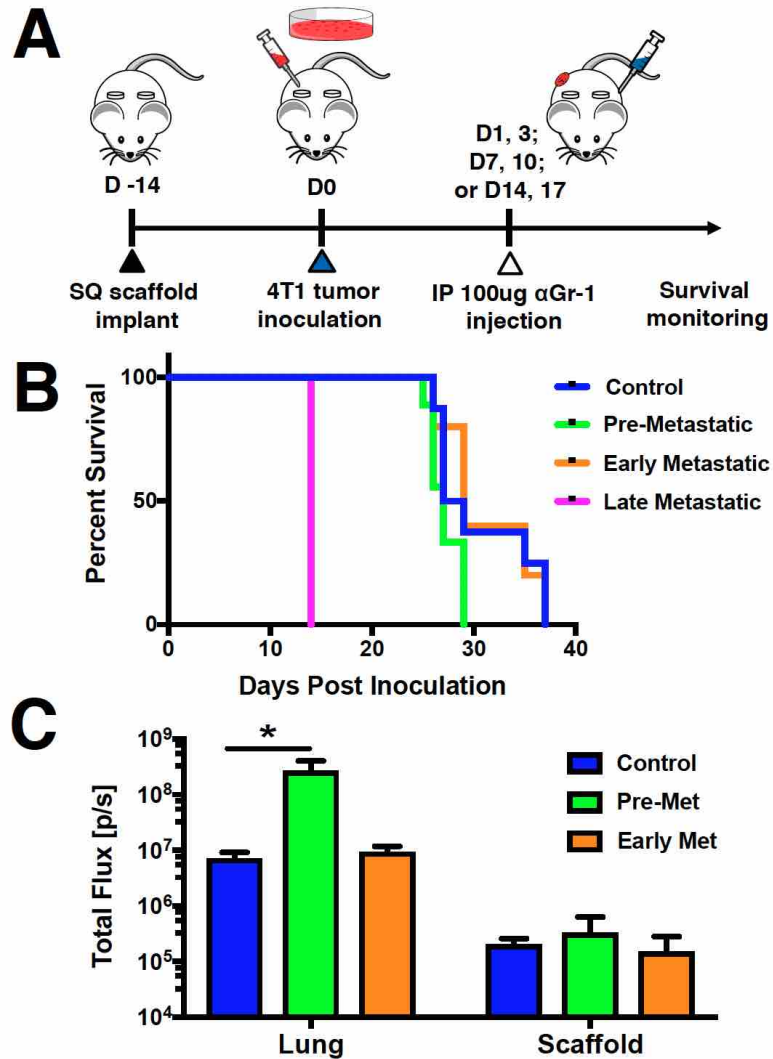 A
D1, 3;
D7, 10;
or D14, 17
D -14
D0
SQ scaffold
implant
4T1 tumor
inoculation
IP 100ug αGr-1
injection
Survival
monitoring
B
Percent Survival
100
50
0
0 10 20 30 40
Days Post Inoculation
Control
Pre-Metastatic
Early Metastatic
Late Metastatic
C
Total Flux [p/s]
10⁹
10⁸
10⁷
10⁶
10⁵
10⁴
*
Control
Pre-Met
Early Met
Lung Scaffold